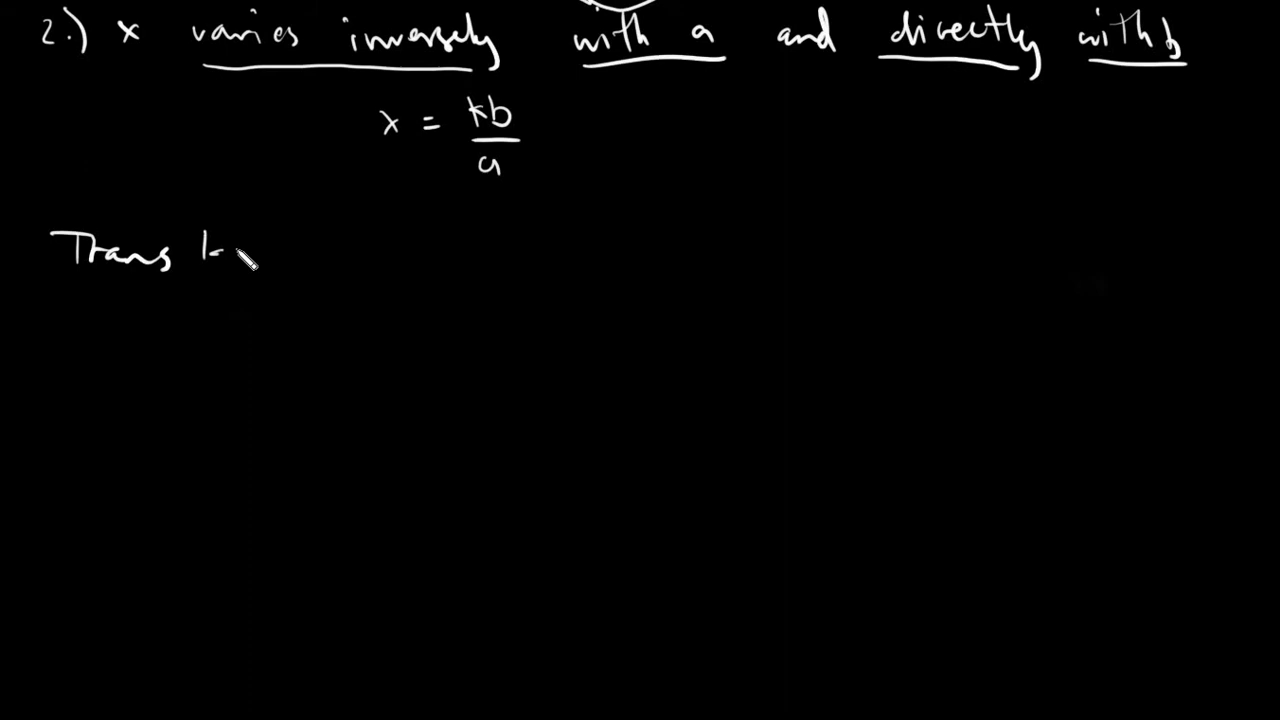 2.) x varies inversely with a and directly with b
x = kb/a
Trans